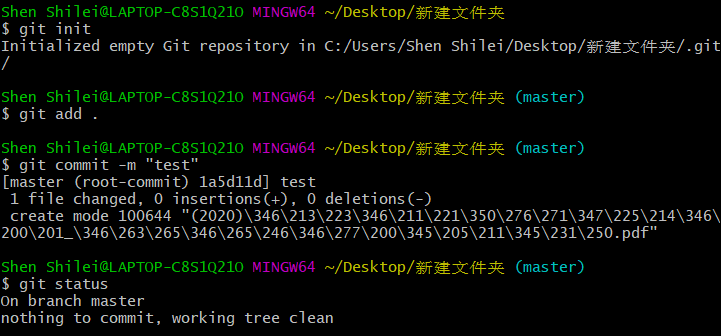 Shen Shilei@LAPTOP-C8S1Q21O MINGW64 ~/Desktop/新建文件夹
$ git init
Initialized empty Git repository in C:/Users/Shen Shilei/Desktop/新建文件夹/.git
/
Shen Shilei@LAPTOP-C8S1Q21O MINGW64 ~/Desktop/新建文件夹 (master)
$ git add .
Shen Shilei@LAPTOP-C8S1Q21O MINGW64 ~/Desktop/新建文件夹 (master)
$ git commit -m "test"
[master (root-commit) 1a5d11d] test
 1 file changed, 0 insertions(+), 0 deletions(-)
 create mode 100644 "(2020)\346\213\223\346\211\221\350\276\271\347\225\214\346\
200\201_\346\263\265\346\265\246\346\277\200\345\205\211\345\231\250.pdf"
Shen Shilei@LAPTOP-C8S1Q21O MINGW64 ~/Desktop/新建文件夹 (master)
$ git status
On branch master
nothing to commit, working tree clean